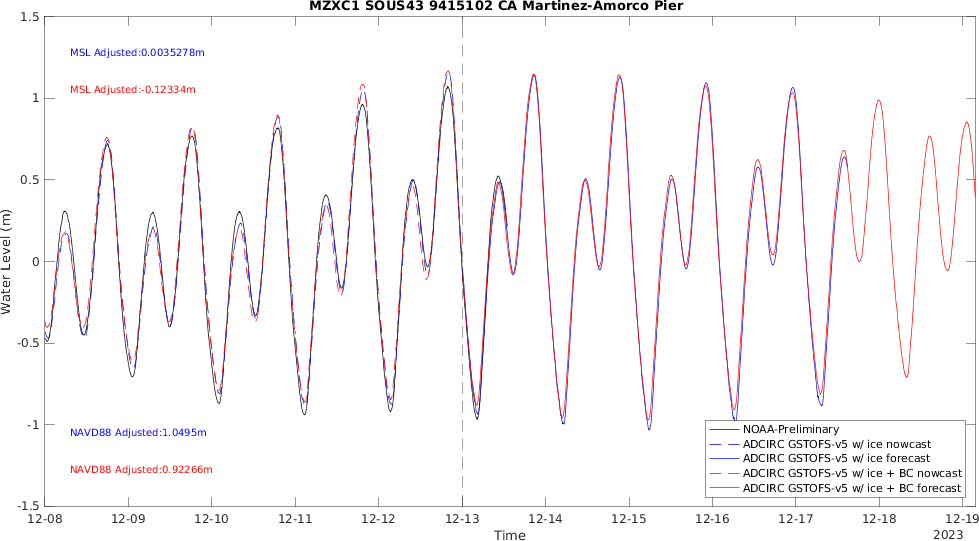 MZXC1 SOUS43 9415102 CA Martinez-Amorco Pier
1.5
1
0.5
0
-0.5
-1
-1.5
Water Level (m)
MSL Adjusted:0.0035278m
MSL Adjusted:-0.12334m
NAVD88 Adjusted:1.0495m
NAVD88 Adjusted:0.92266m
NOAA-Preliminary
ADCIRC GSTOFS-v5 w/ ice nowcast
ADCIRC GSTOFS-v5 w/ ice forecast
ADCIRC GSTOFS-v5 w/ ice + BC nowcast
ADCIRC GSTOFS-v5 w/ ice + BC forecast
12-08 12-09 12-10 12-11 12-12 12-13 12-14 12-15 12-16 12-17 12-18 12-19
2023
Time